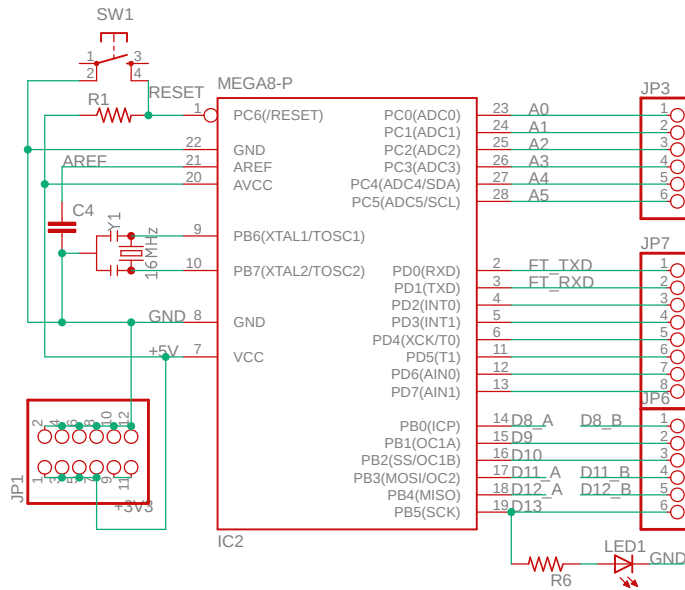 SW1
1 3
2 4
R1
RESET
MEGA8-P
JP3
1 PC6(/RESET) PC0(ADC0) 23 A0 1
PC1(ADC1) 24 A1 2
22 GND PC2(ADC2) 25 A2 3
AREF 21 AREF PC3(ADC3) 26 A3 4
20 AVCC PC4(ADC4/SDA) 27 A4 5
PC5(ADC5/SCL) 28 A5 6
C4
Y1
16MHz
9 PB6(XTAL1/TOSC1)
JP7
10 PB7(XTAL2/TOSC2) PD0(RXD) 2 FT_TXD 1
PD1(TXD) 3 FT_RXD 2
PD2(INT0) 4 3
GND 8 GND PD3(INT1) 5 4
PD4(XCK/T0) 6 5
+5V 7 VCC PD5(T1) 11 6
PD6(AIN0) 12 7
PD7(AIN1) 13 8
JP6
PB0(ICP) 14 D8_A D8_B 1
PB1(OC1A) 15 D9 2
PB2(SS/OC1B) 16 D10 3
PB3(MOSI/OC2) 17 D11_A D11_B 4
PB4(MISO) 18 D12_A D12_B 5
PB5(SCK) 19 D13 6
2 4 6 8 10 12
JP1
1 3 5 7 9 11
+3V3
IC2
R6
LED1
GND